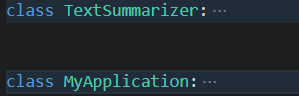 class TextSummarizer:···
class MyApplication:···